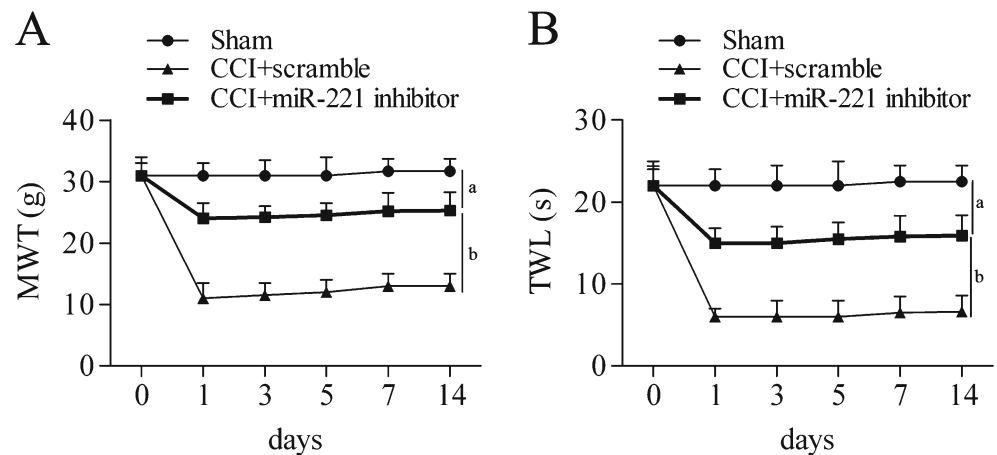 A
Sham
CCI+scramble
CCI+miR-221 inhibitor
MWT (g)
40
30
20
10
0
a
b
0 1 3 5 7 14
days
B
Sham
CCI+scramble
CCI+miR-221 inhibitor
TWL (s)
30
20
10
0
a
b
0 1 3 5 7 14
days